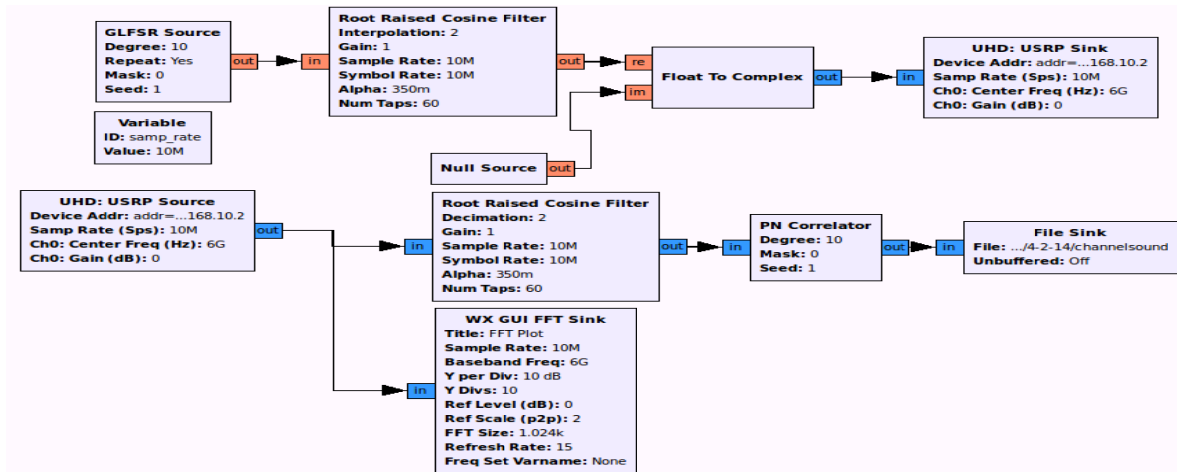 GLFSR Source
Degree: 10
Repeat: Yes
Mask: 0
Seed: 1
out
in
Root Raised Cosine Filter
Interpolation: 2
Gain: 1
Sample Rate: 10M
Symbol Rate: 10M
Alpha: 350m
Num Taps: 60
out
re
im
Float To Complex
out
in
UHD: USRP Sink
Device Addr: addr=...168.10.2
Samp Rate (Sps): 10M
Ch0: Center Freq (Hz): 6G
Ch0: Gain (dB): 0
Variable
ID: samp_rate
Value: 10M
Null Source
out
UHD: USRP Source
Device Addr: addr=...168.10.2
Samp Rate (Sps): 10M
Ch0: Center Freq (Hz): 6G
Ch0: Gain (dB): 0
out
in
Root Raised Cosine Filter
Decimation: 2
Gain: 1
Sample Rate: 10M
Symbol Rate: 10M
Alpha: 350m
Num Taps: 60
out
in
PN Correlator
Degree: 10
Mask: 0
Seed: 1
out
in
File Sink
File: .../4-2-14/channelsound
Unbuffered: Off
in
WX GUI FFT Sink
Title: FFT Plot
Sample Rate: 10M
Baseband Freq: 6G
Y per Div: 10 dB
Y Divs: 10
Ref Level (dB): 0
Ref Scale (p2p): 2
FFT Size: 1.024k
Refresh Rate: 15
Freq Set Varname: None